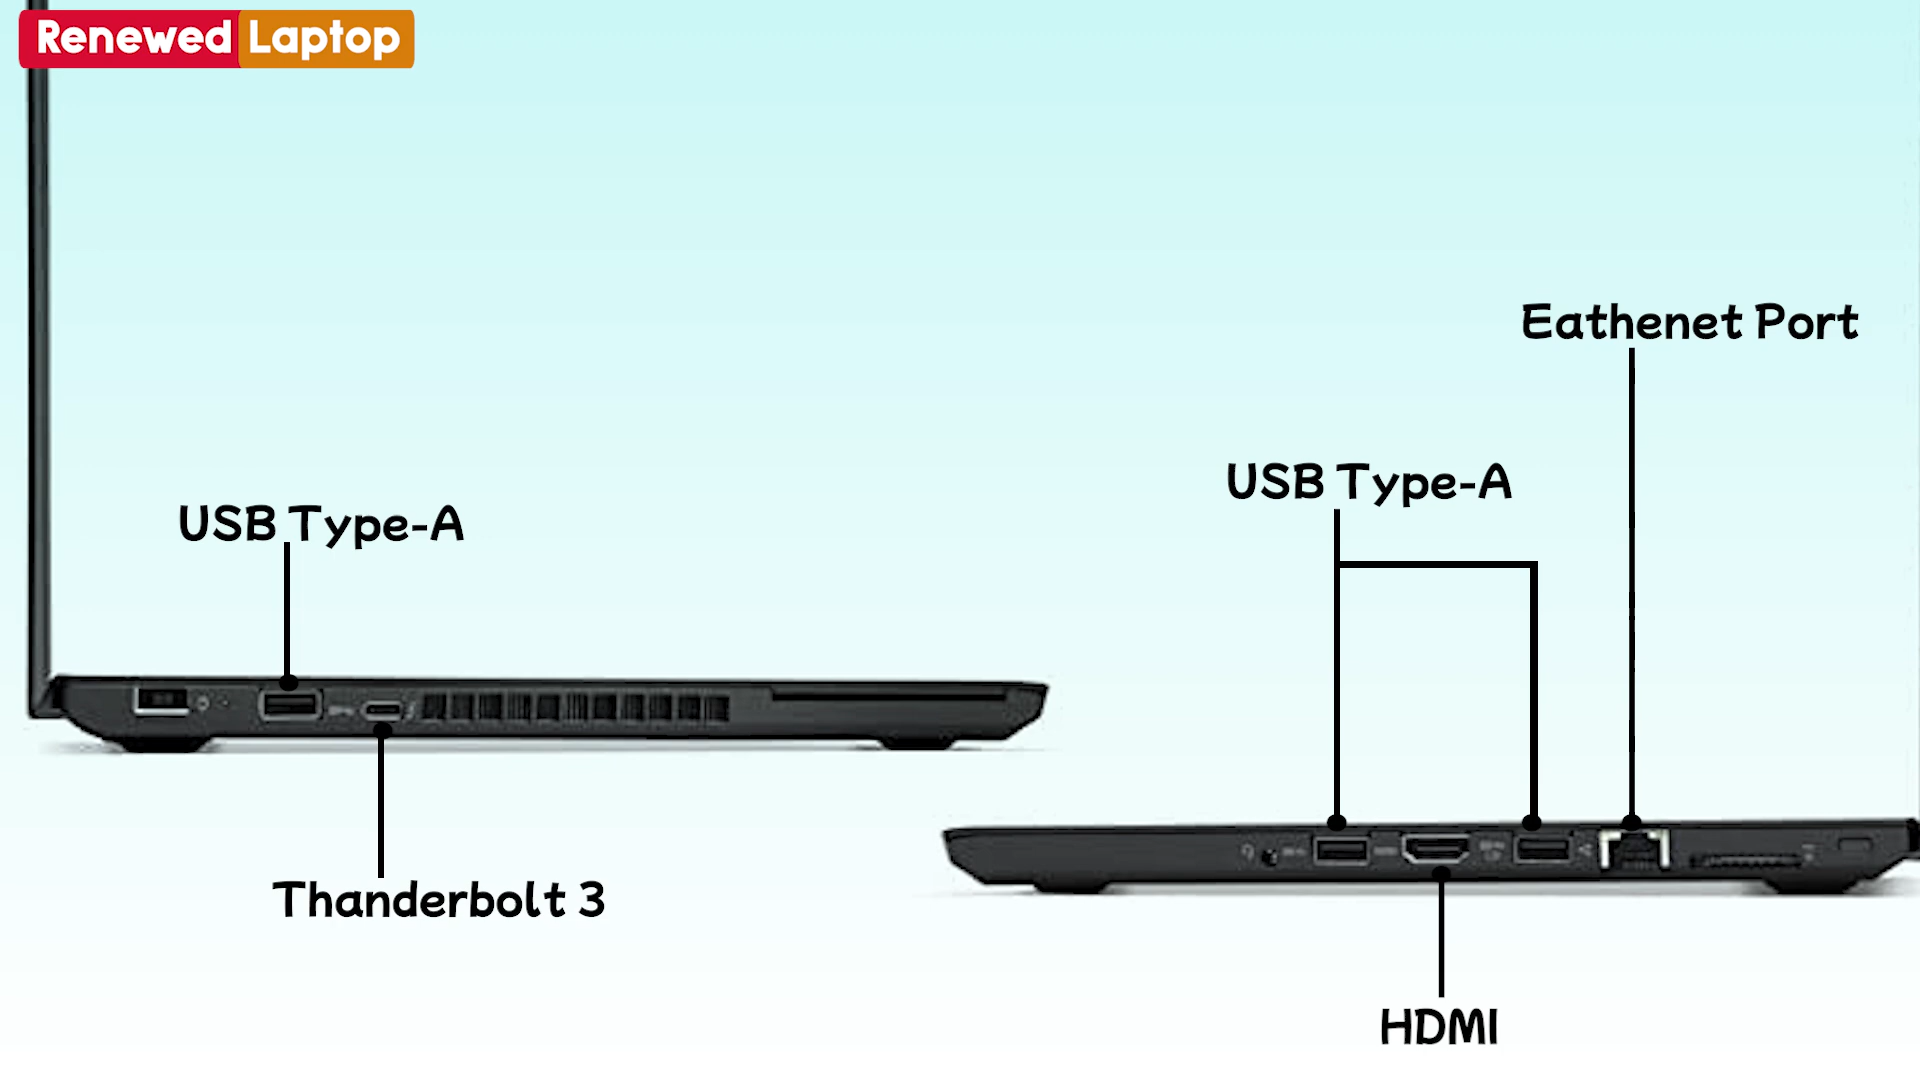 Renewed Laptop
Eathenet Port
USB Type-A
USB Type-A
Thanderbolt 3
HDMI